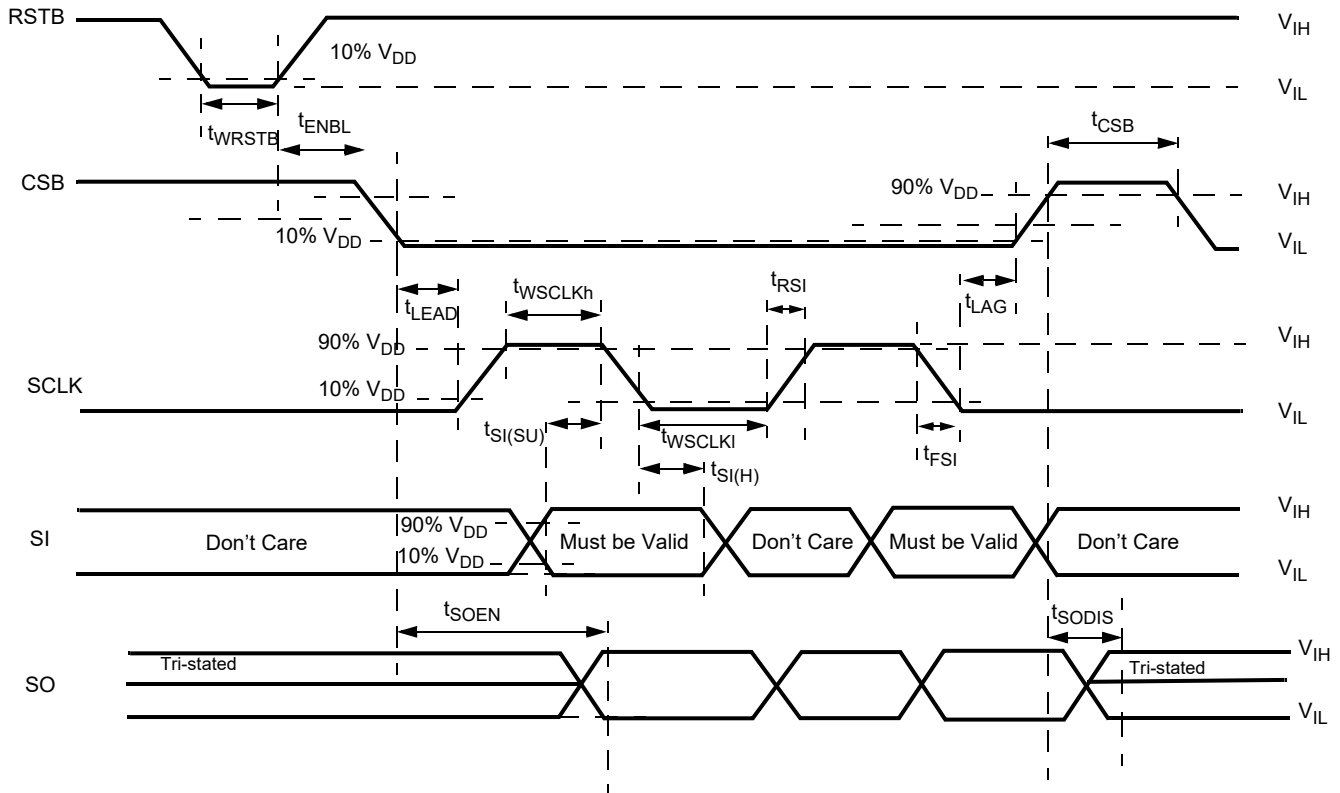 RSTB
10% VDD
VIH
VIL
tWRSTB
tENBL
tCSB
CSB
90% VDD
VIH
10% VDD
VIL
tLEAD
tWSCLKh
tRSI
tLAG
90% VDD
VIH
SCLK
10% VDD
VIL
tSI(SU)
tWSCLKl
tFSI
tSI(H)
VIH
90% VDD
SI
Don't Care
Must be Valid
Don't Care
Must be Valid
Don't Care
10% VDD
VIL
tSOEN
tSODIS
VIH
Tri-stated
Tri-stated
SO
VIL